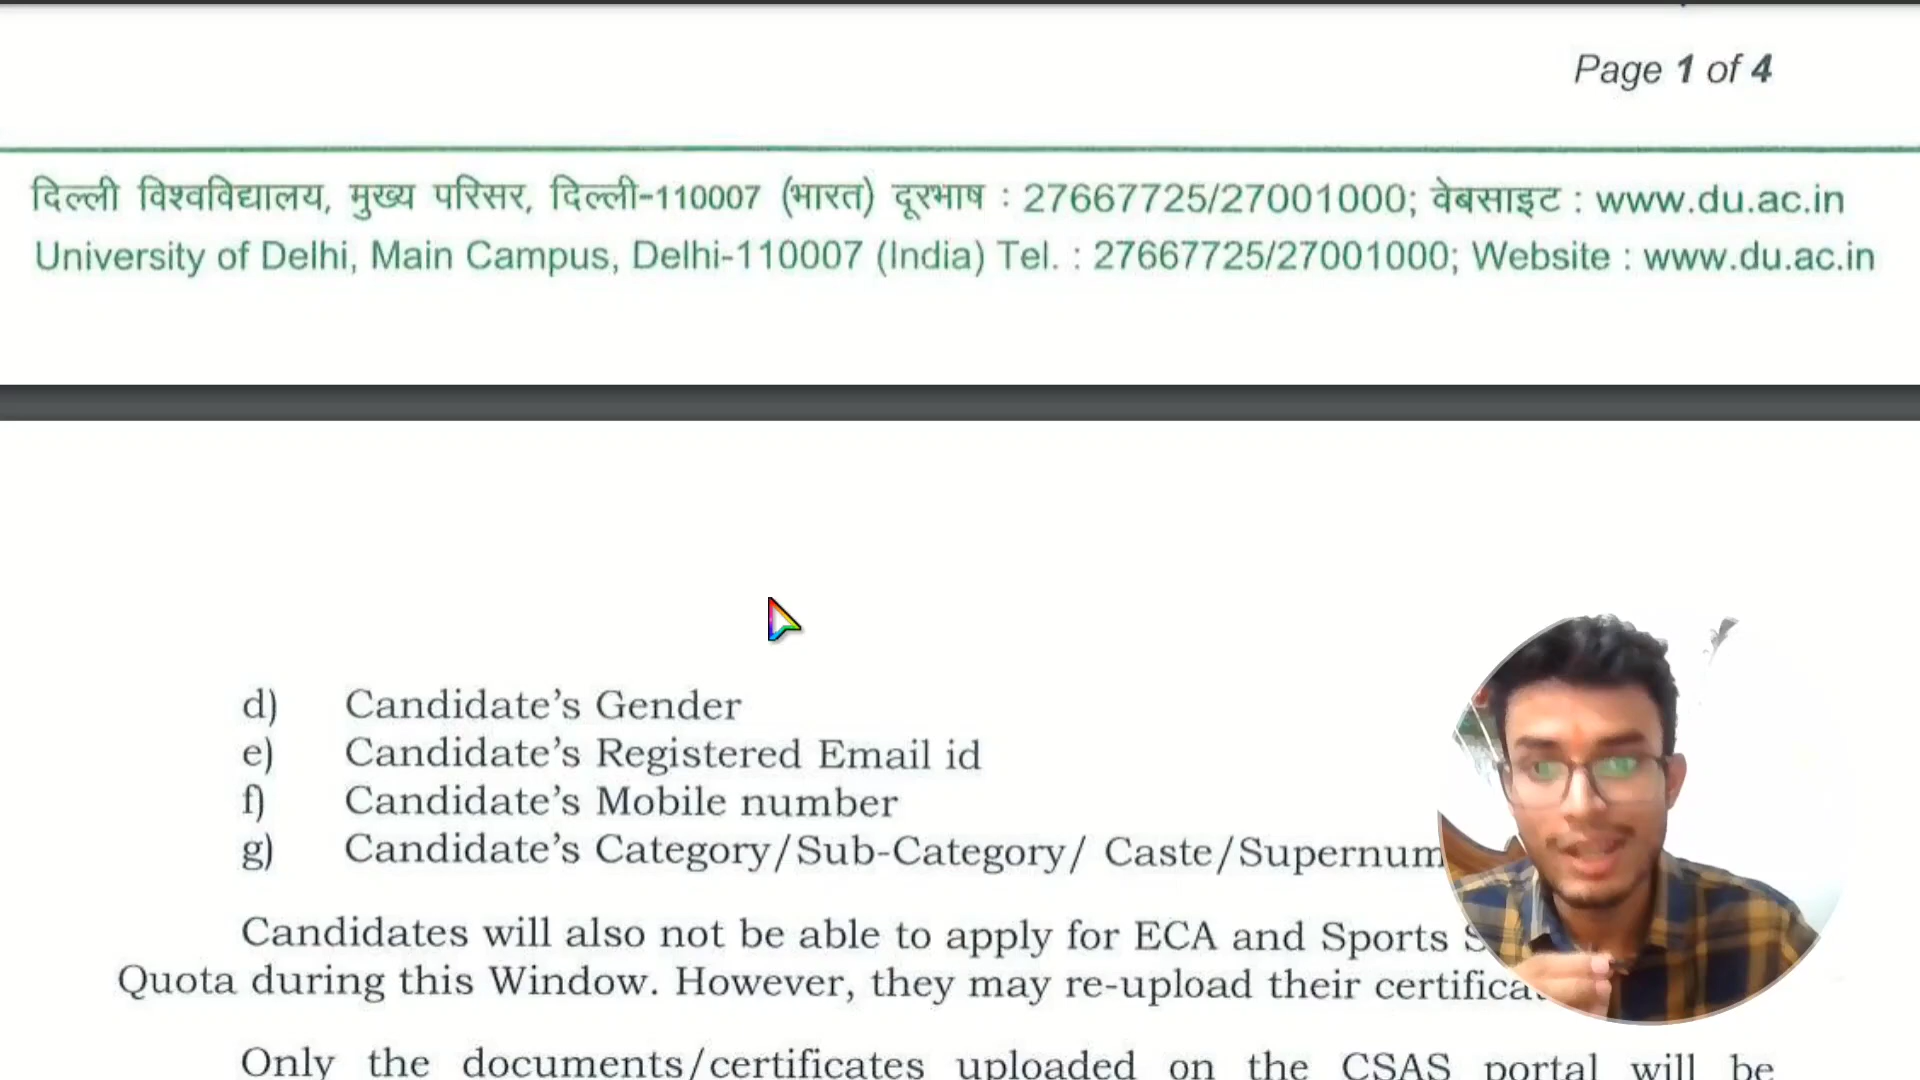 Page 1 of 4
दिल्ली विश्वविद्यालय, मुख्य परिसर, दिल्ली-110007 (भारत) दूरभाष : 27667725/27001000; वेबसाइट : www.du.ac.in
University of Delhi, Main Campus, Delhi-110007 (India) Tel. : 27667725/27001000; Website : www.du.ac.in
d) Candidate’s Gender
e) Candidate’s Registered Email id
f) Candidate’s Mobile number
g) Candidate’s Category/Sub-Category/ Caste/
Candidates will also not be able to apply for ECA and Sports
Quota during this Window. However, they may re-upload their
Only the documents/certificates uploaded on the CSAS portal will be